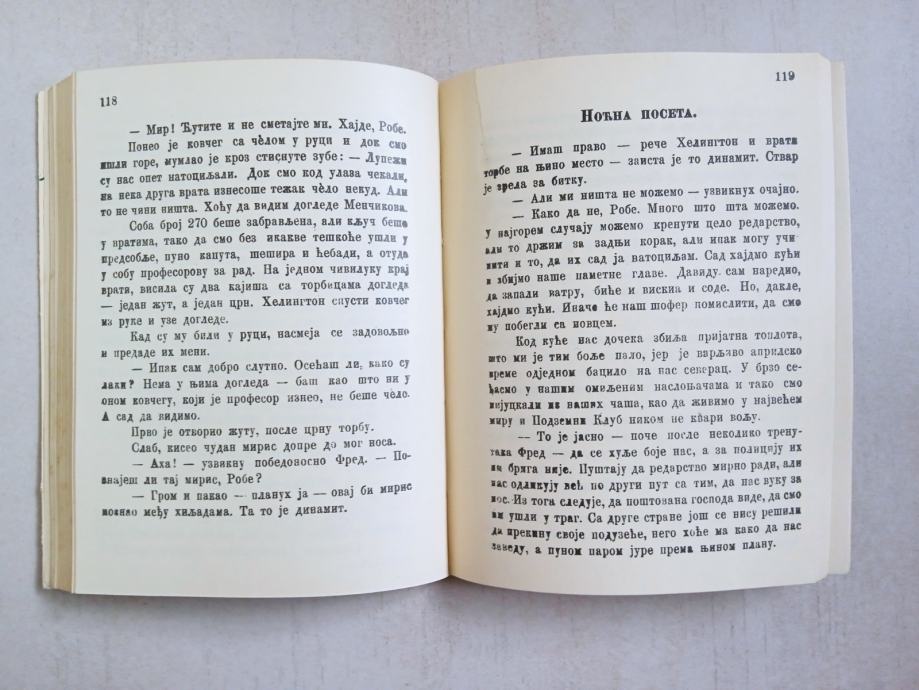 118
— Мир! Ћутите и не сметајте ми. Хајде, Робе.
Понео је ковчег са чѐлом у руци и док смо
ишли горе, мумлао је кроз стиснуте зубе: — Лупежи
су нас опет натоциљали. Док смо код улаза чекали,
на нека друга врата изнесоше тежак чѐло некуд. Али
то не чини ништа. Хоћу да видим догледе Менчикова.
Соба број 270 беше забрављена, али кључ беше
у вратима, тако да смо без икакве тешкоће ушли у
предсобље, пуно капута, шешира и ћебади, а отуда
у собу професорову за рад. На једном чивилуку крај
врати, висила су два кајиша са торбицама догледа
— један жут, а један црн. Хелингтон спусти ковчег
из руке и узе догледе.
Кад су му били у руци, насмеја се задовољно
и предаде их мени.
— Ипак сам добро слутио. Осећаш ли, како су
лаки? Нема у њима догледа — баш као што ни у
оном ковчегу, који је професор изнео, не беше чѐло.
А сад да видимо.
Прво је отворио жуту, после црну торбу.
Слаб, кисео чудан мирис допре до мог носа.
— Аха! — узвикну победоносно Фред. — По-
знајеш ли тај мирис, Робе?
— Гром и пакао — планух ја — овај би мирис
познао међу хиљадама. Та то је динамит.
119
Ноћна посета.
— Имаш право — рече Хелингтон и врати
торбе на њино место — заиста је то динамит. Ствар
је зрела за битку.
— Али ми ништа не можемо — узвикнух очајно.
— Како да не, Робе. Много што шта можемо.
У најгорем случају можемо кренути цело редарство,
али то држим за задњи корак, али ипак могу учи-
нити и то, да их сад ја натоциљам. Сад хајдмо кући
и збијмо наше паметне главе. Давиду сам наредио,
да запали ватру, биће и вискиа и соде. Но, дакле,
хајдмо кући. Иначе ће наш шофер помислити, да смо
му побегли са новцем.
Код куће нас дочека збиља пријатна топлота,
што ми је тим боље пало, јер је варљаво априлско
време одједном бацило на нас северац. У брзо се-
ђасмо у нашим омиљеним наслоњачама и тако смо
пијуцкали из наших чаша, као да живимо у највећем
миру и Подземни Клуб ником не квари вољу.
— То је јасно — поче после неколико трену-
така Фред — да се хуље боје нас, а за полицију их
ни брига није. Пуштају да редарство мирно ради, али
нас одликују већ по други пут са тим, да нас вуку за
нос. Из тога следује, да поштована господа виде, да смо
им ушли у траг. Са друге стране још се нису решили
да прекину своје подузеће, него хоће ма како да нас
заведу, а пуном паром јуре према њином плану.